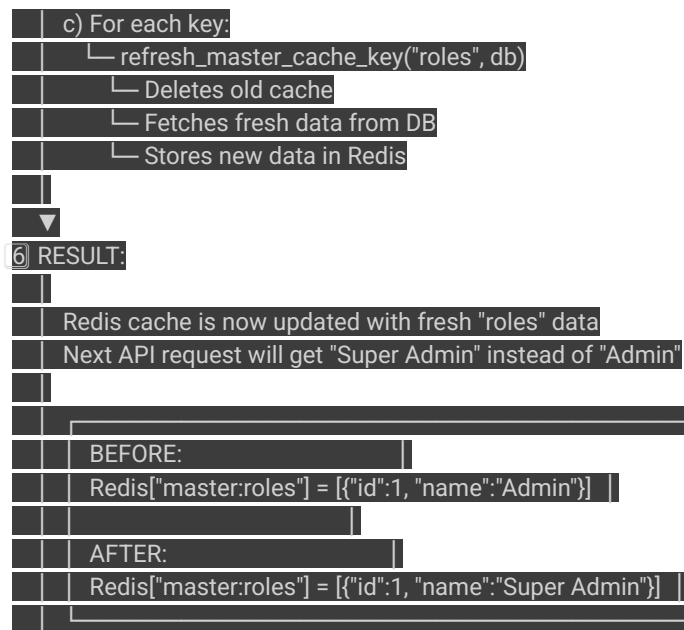 │ c) For each key:
│ └─ refresh_master_cache_key("roles", db)
│ └─ Deletes old cache
│ └─ Fetches fresh data from DB
│ └─ Stores new data in Redis
│
▼
6️⃣ RESULT:
│
│ Redis cache is now updated with fresh "roles" data
│ Next API request will get "Super Admin" instead of "Admin"
│
│ ┌─────────────────────────────
│ │ BEFORE: │
│ │ Redis["master:roles"] = [{"id":1, "name":"Admin"}] │
│ │ │
│ │ AFTER: │
│ │ Redis["master:roles"] = [{"id":1, "name":"Super Admin"}] │
│ └─────────────────────────────